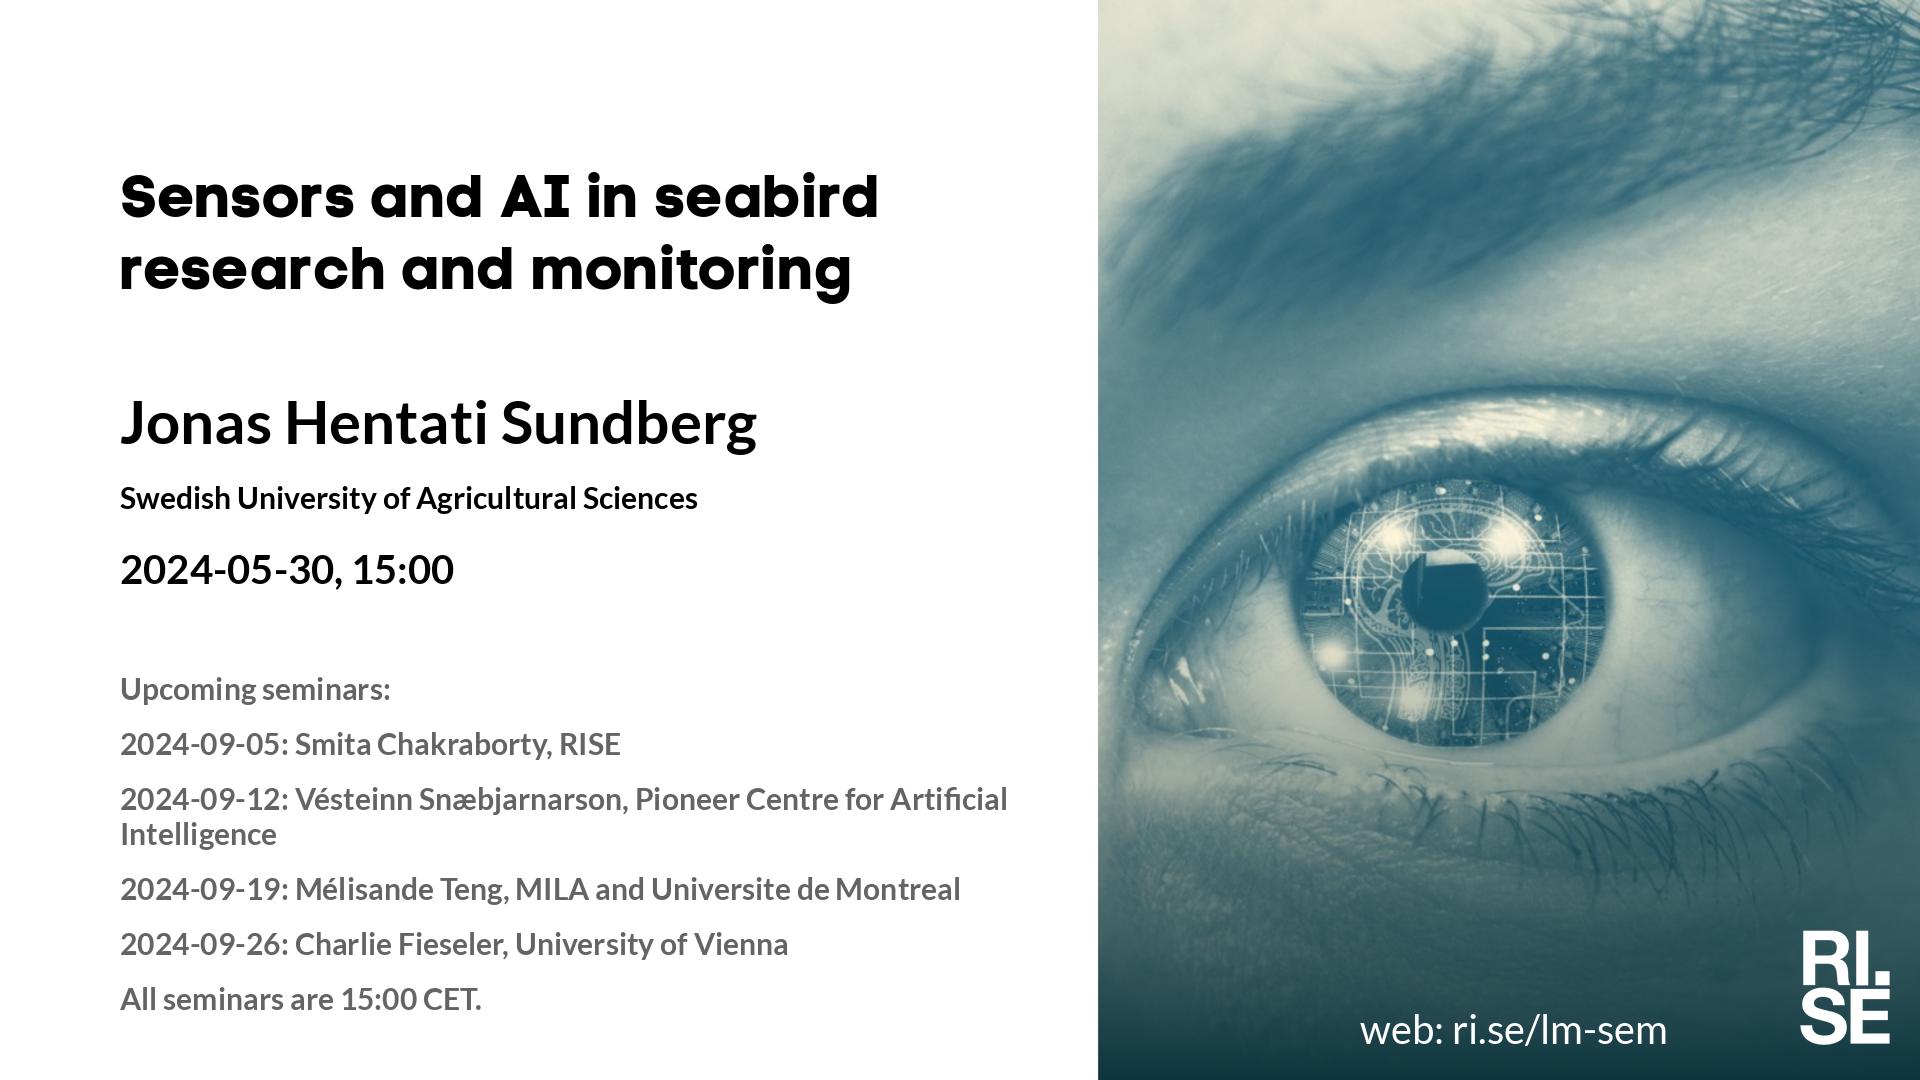 Sensors and AI in seabird
research and monitoring
Jonas Hentati Sundberg
Swedish University of Agricultural Sciences
2024-05-30, 15:00
Upcoming seminars:
2024-09-05: Smita Chakraborty, RISE
2024-09-12: Vésteinn Snæbjarnarson, Pioneer Centre for Artificial
Intelligence
2024-09-19: Mélisande Teng, MILA and Universite de Montreal
2024-09-26: Charlie Fieseler, University of Vienna
All seminars are 15:00 CET.
web: ri.se/lm-sem
RI.
SE